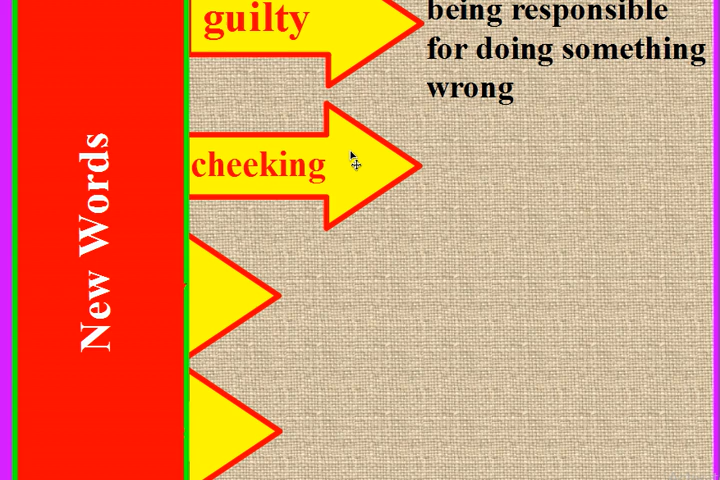 New Words
guilty
being responsible
for doing something
wrong
cheeking